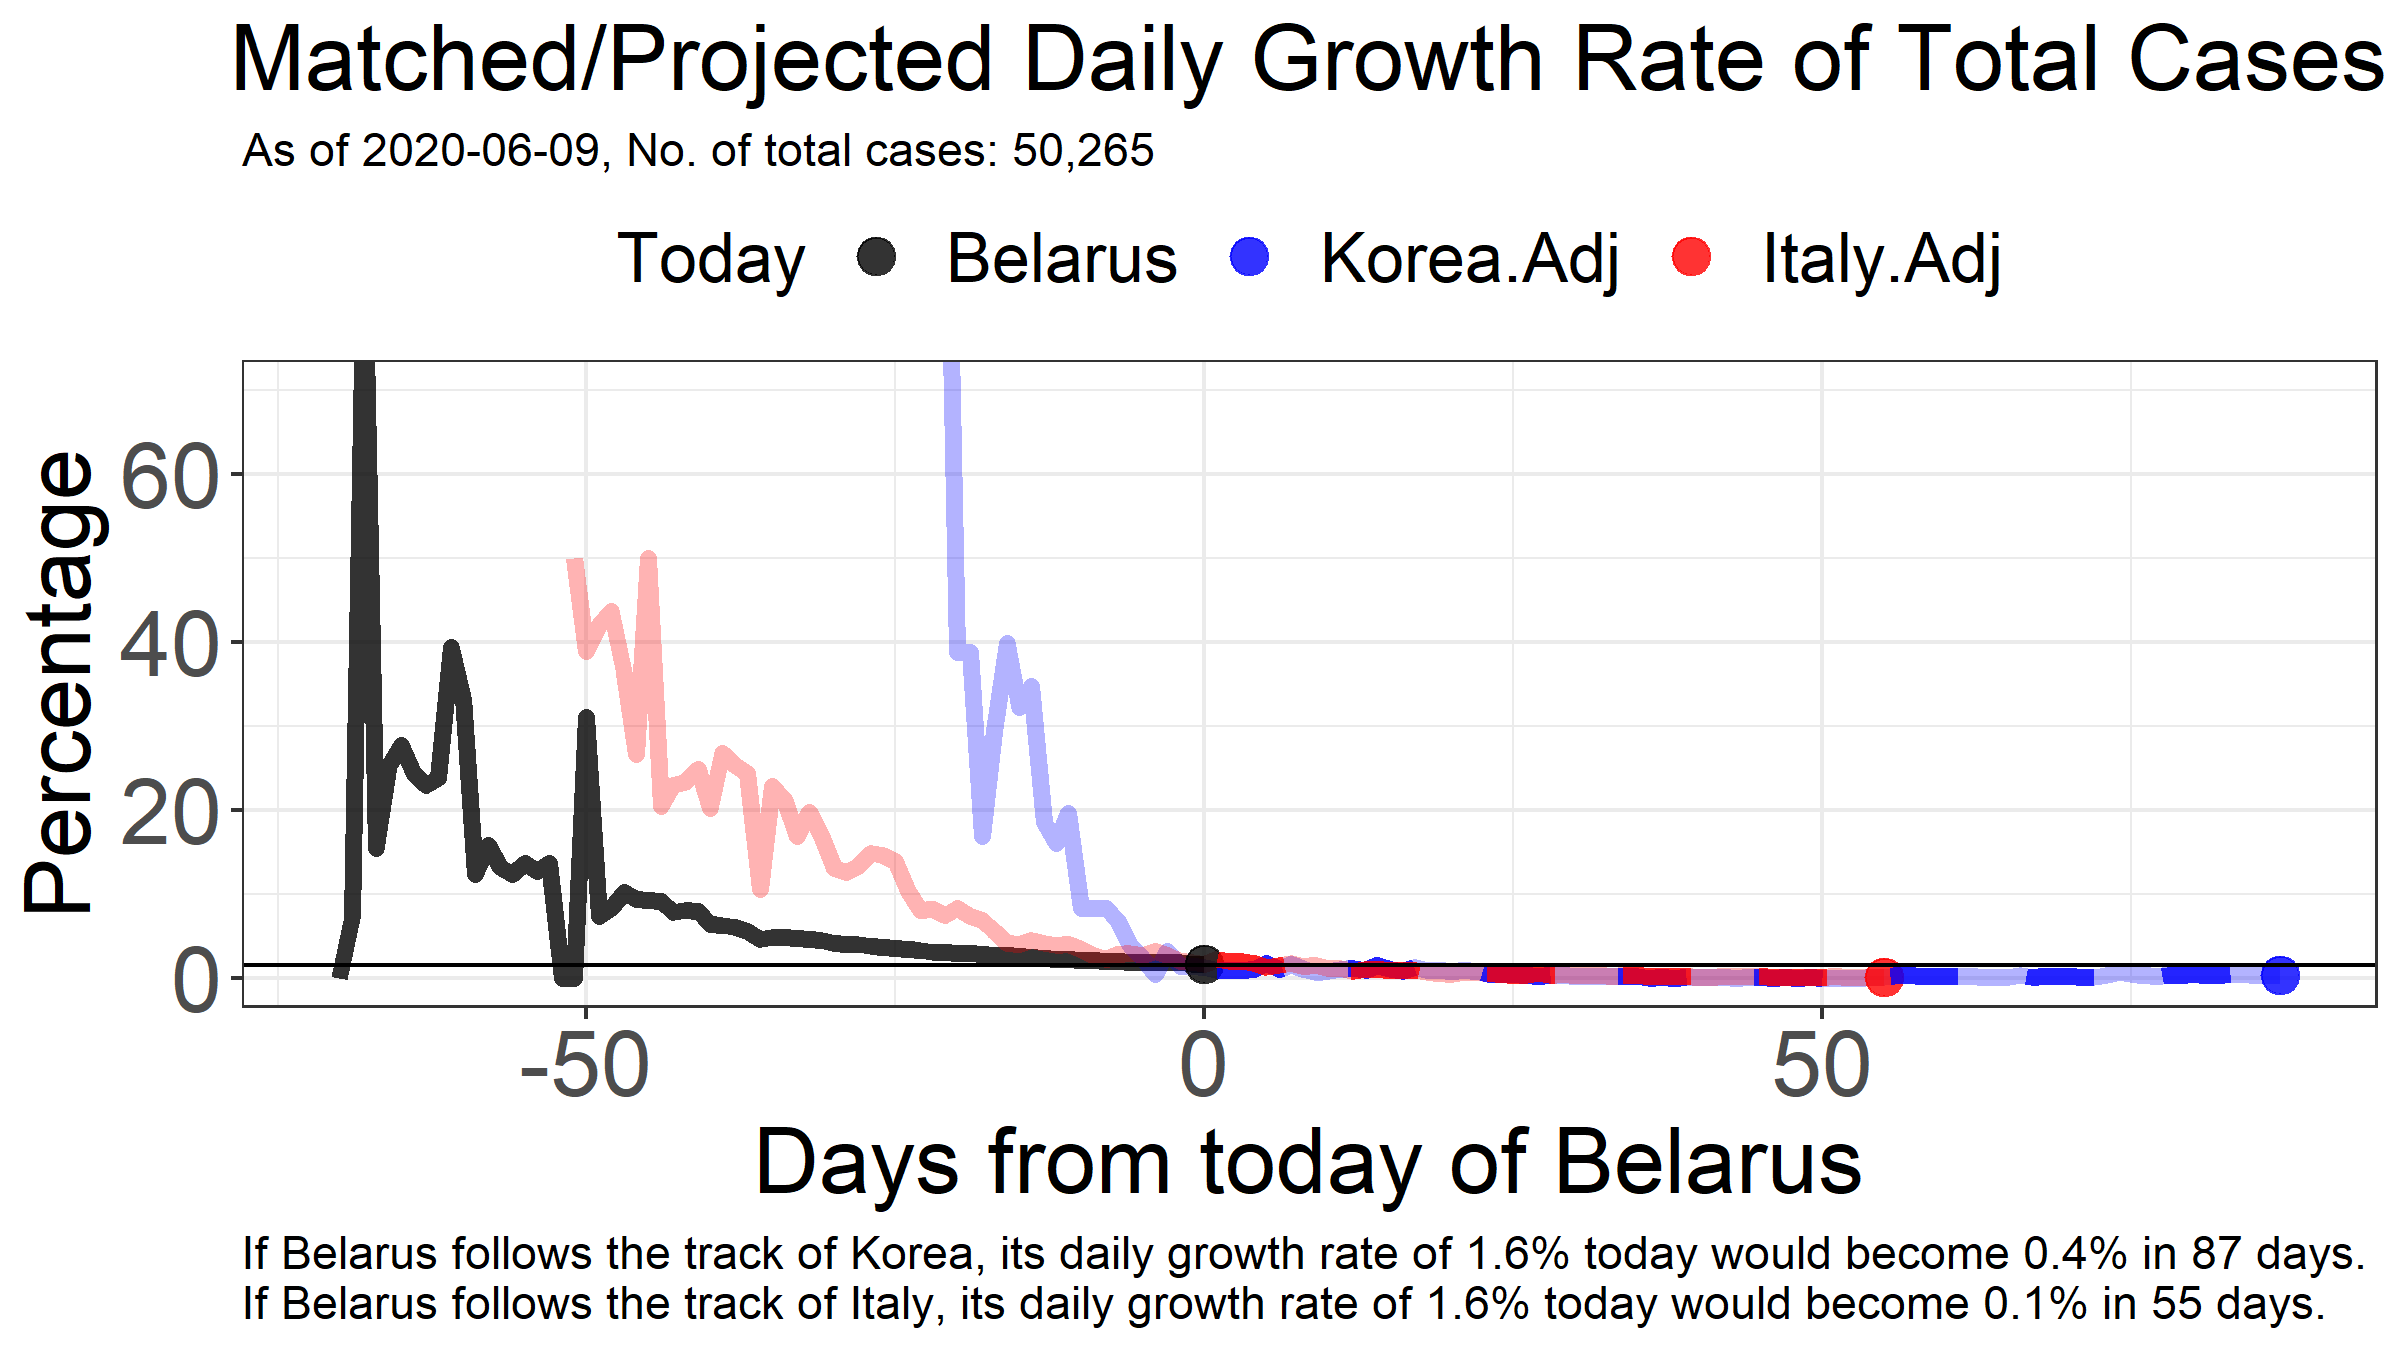 Matched/Projected Daily Growth Rate of Total Cases
As of 2020-06-09, No. of total cases: 50,265
Today Belarus Korea.Adj Italy.Adj
Percentage
60
40
20
0
-50 0 50
Days from today of Belarus
If Belarus follows the track of Korea, its daily growth rate of 1.6% today would become 0.4% in 87 days.
If Belarus follows the track of Italy, its daily growth rate of 1.6% today would become 0.1% in 55 days.